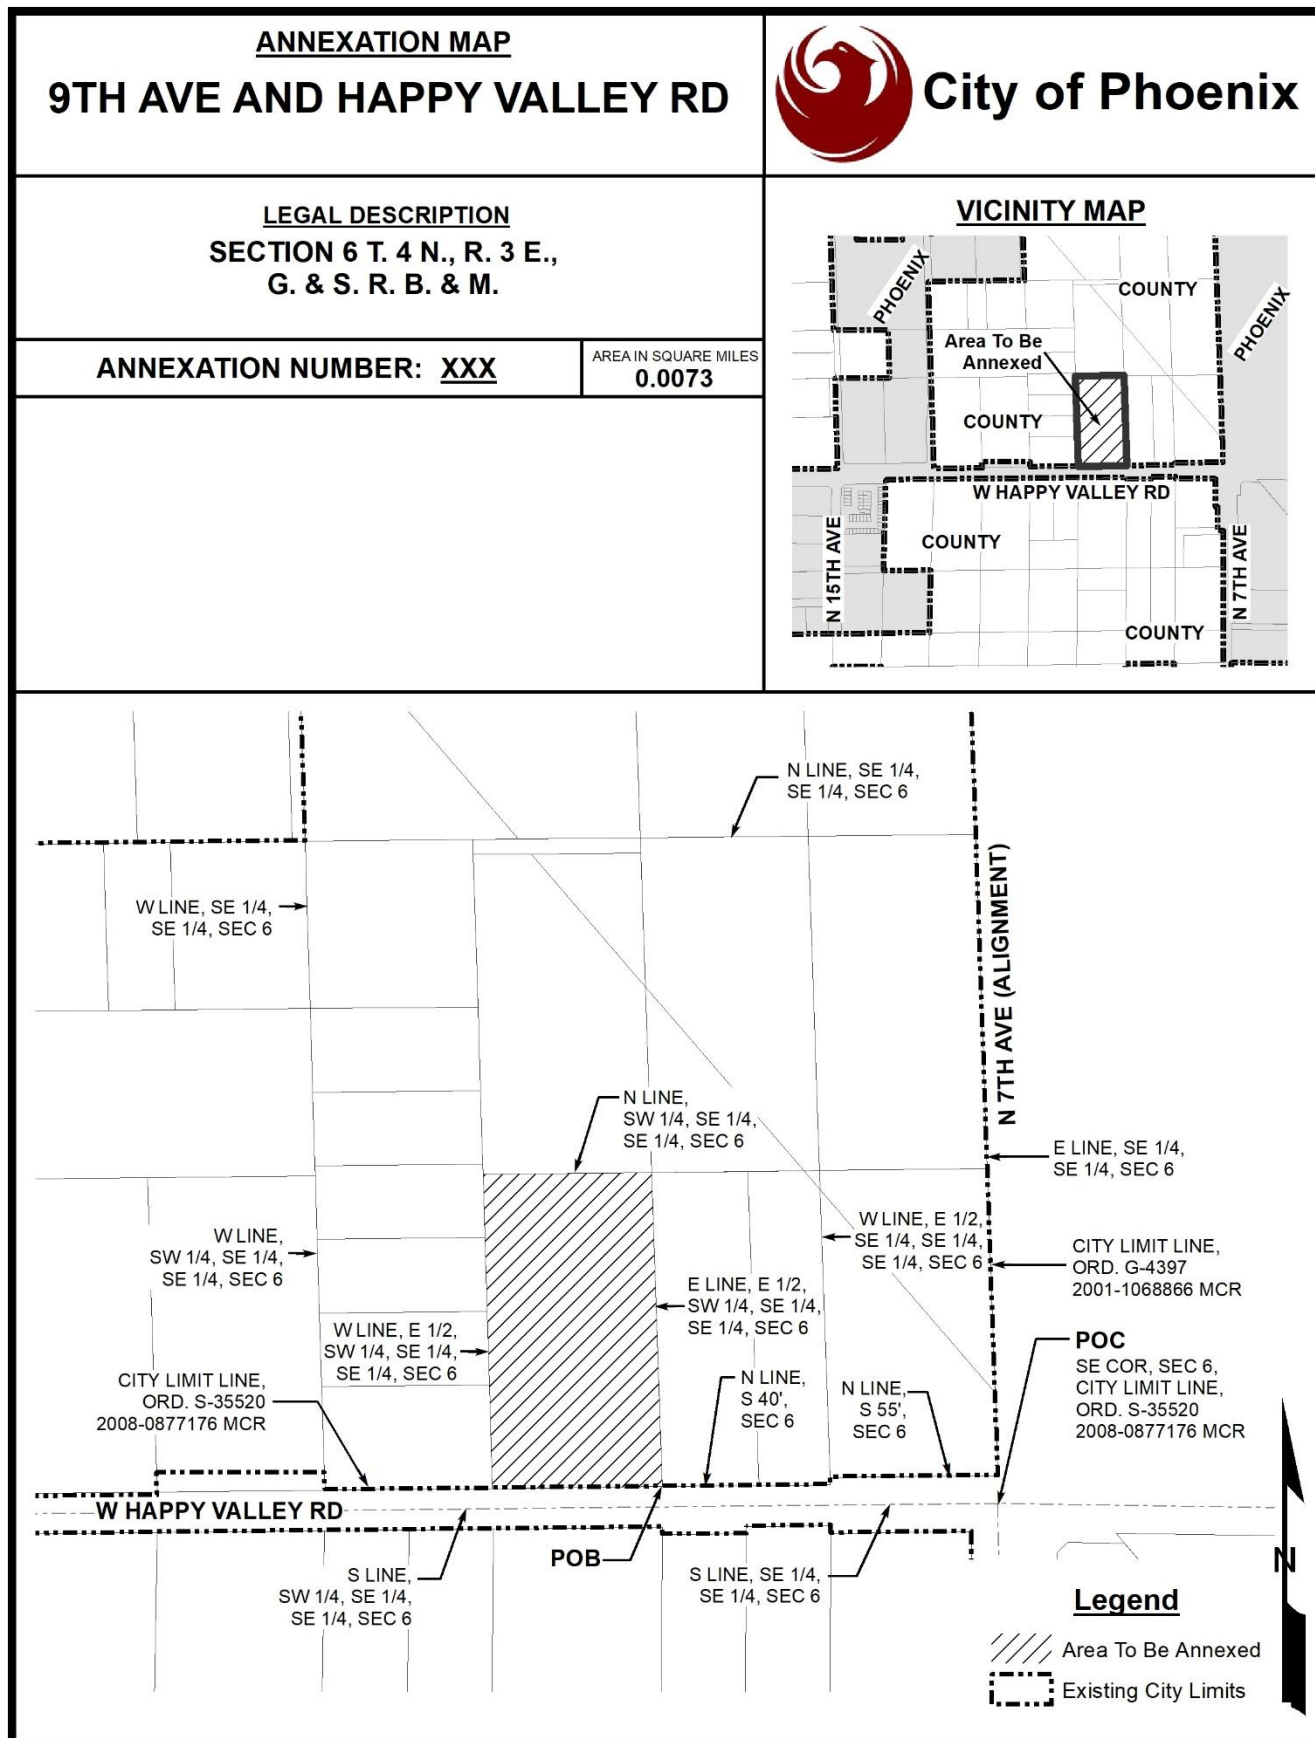 ANNEXATION MAP
9TH AVE AND HAPPY VALLEY RD
City of Phoenix
LEGAL DESCRIPTION
SECTION 6 T. 4 N., R. 3 E.,
G. & S. R. B. & M.
ANNEXATION NUMBER: XXX
AREA IN SQUARE MILES
0.0073
VICINITY MAP
PHOENIX
COUNTY
PHOENIX
Area To Be
Annexed
COUNTY
W HAPPY VALLEY RD
COUNTY
N 15TH AVE
N 7TH AVE
COUNTY
N LINE, SE 1/4,
SE 1/4, SEC 6
W LINE, SE 1/4,
SE 1/4, SEC 6
N 7TH AVE (ALIGNMENT)
N LINE,
SW 1/4, SE 1/4,
SE 1/4, SEC 6
E LINE, SE 1/4,
SE 1/4, SEC 6
W LINE,
SW 1/4, SE 1/4,
SE 1/4, SEC 6
W LINE, E 1/2,
SE 1/4, SE 1/4,
SE 1/4, SEC 6
CITY LIMIT LINE,
ORD. G-4397
2001-1068866 MCR
E LINE, E 1/2,
SW 1/4, SE 1/4,
SE 1/4, SEC 6
W LINE, E 1/2,
SW 1/4, SE 1/4,
SE 1/4, SEC 6
POC
SE COR, SEC 6,
CITY LIMIT LINE,
ORD. S-35520
2008-0877176 MCR
CITY LIMIT LINE,
ORD. S-35520
2008-0877176 MCR
N LINE,
S 40',
SEC 6
N LINE,
S 55',
SEC 6
W HAPPY VALLEY RD
POB
S LINE,
SW 1/4, SE 1/4,
SE 1/4, SEC 6
S LINE, SE 1/4,
SE 1/4, SEC 6
N
Legend
Area To Be Annexed
Existing City Limits